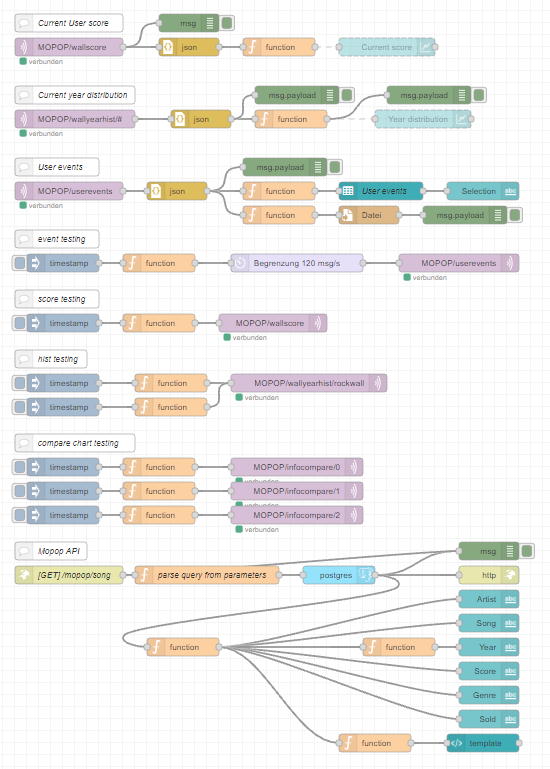 Current User score
msg
MOPOP/wallscore
json
function
Current score
verbunden
Current year distribution
msg.payload
msg.payload
MOPOP/wallyearhist/#
json
function
Year distribution
verbunden
User events
msg.payload
MOPOP/userevents
json
function
User events
Selection
verbunden
function
Datei
msg.payload
event testing
timestamp
function
Begrenzung 120 msg/s
MOPOP/userevents
verbunden
score testing
timestamp
function
MOPOP/wallscore
verbunden
hist testing
timestamp
function
MOPOP/wallyearhist/rockwall
verbunden
timestamp
function
compare chart testing
timestamp
function
MOPOP/infocompare/0
verbunden
timestamp
function
MOPOP/infocompare/1
verbunden
timestamp
function
MOPOP/infocompare/2
verbunden
Mopop API
msg
[GET] /mopop/song
parse query from parameters
postgres
http
Artist
Song
function
function
Year
Score
Genre
Sold
function
template